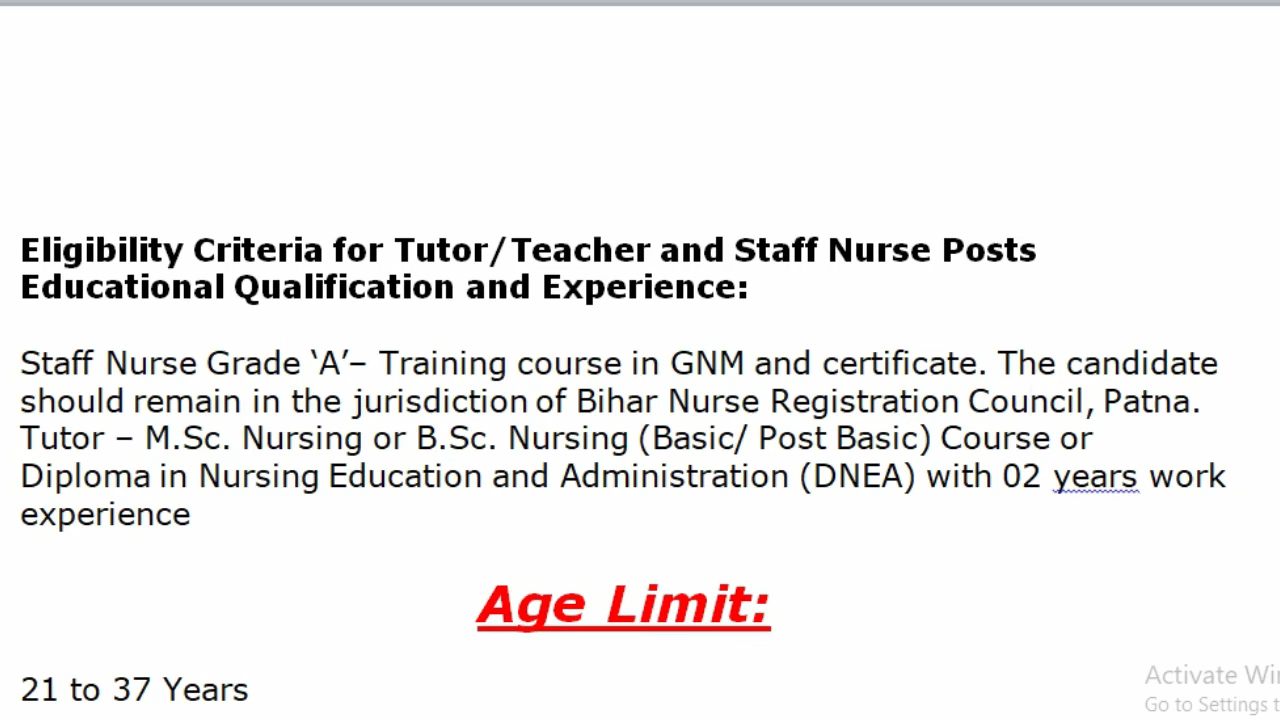 Eligibility Criteria for Tutor/Teacher and Staff Nurse Posts
Educational Qualification and Experience:
Staff Nurse Grade ‘A’– Training course in GNM and certificate. The candidate
should remain in the jurisdiction of Bihar Nurse Registration Council, Patna.
Tutor – M.Sc. Nursing or B.Sc. Nursing (Basic/ Post Basic) Course or
Diploma in Nursing Education and Administration (DNEA) with 02 years work
experience
Age Limit:
21 to 37 Years
Activate Wi
Go to Settings t